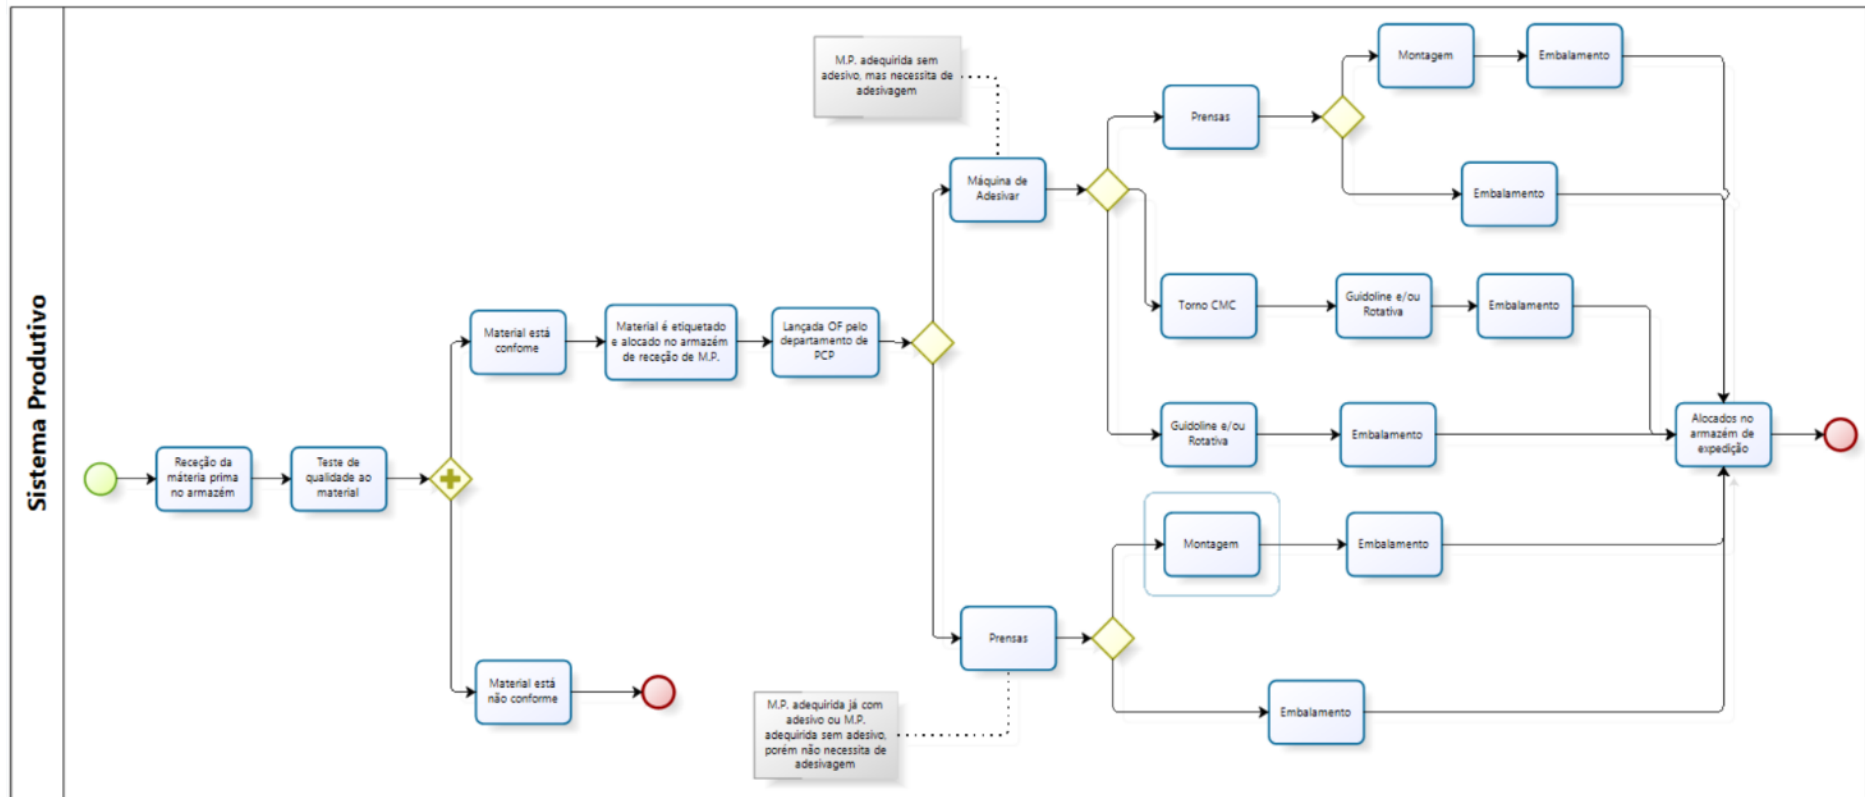 Sistema Produtivo
Receção da
máteria prima
no armazém
Teste de
qualidade ao
material
Material está
confome
Material é etiquetado
e alocado no armazém
de receção de M.P.
Lançada OF pelo
departamento de
PCP
Material está
não conforme
M.P. adequirida sem
adesivo, mas necessita de
adesivagem
Máquina de
Adesivar
Prensas
Montagem
Embalamento
Embalamento
Torno CMC
Guidoline e/ou
Rotativa
Embalamento
Guidoline e/ou
Rotativa
Embalamento
Prensas
M.P. adequirida já com
adesivo ou M.P.
adequirida sem adesivo,
porém não necessita de
adesivagem
Montagem
Embalamento
Embalamento
Alocados no
armazém de
expedição